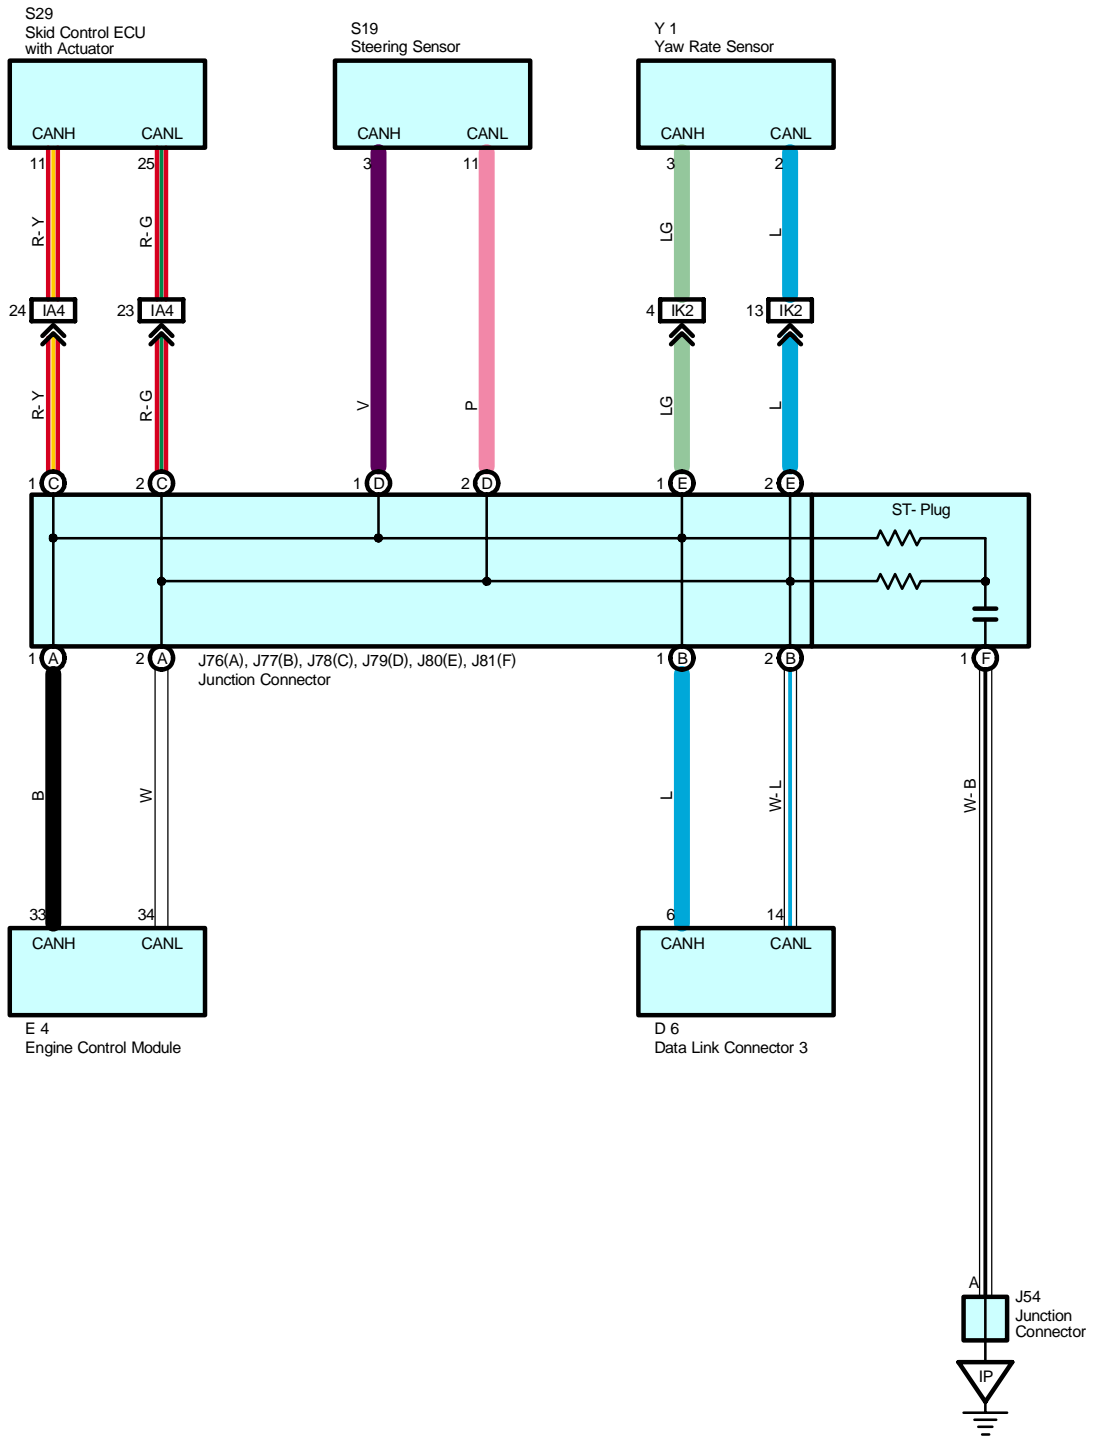 S29
Skid Control ECU
with Actuator
S19
Steering Sensor
Y 1
Yaw Rate Sensor
CANH CANL
CANH CANL
CANH CANL
11 25 3 11 3 2
R- Y R- G LG L
24 IA4 23 IA4 4 IK2 13 IK2
R- Y R- G V P LG L
1 C 2 C 1 D 2 D 1 E 2 E
ST- Plug
1 A 2 A 1 B 2 B 1 F
J76(A), J77(B), J78(C), J79(D), J80(E), J81(F)
Junction Connector
B W L W- L W- B
33 34 6 14
CANH CANL
CANH CANL
E 4
Engine Control Module
D 6
Data Link Connector 3
A
J54
Junction
Connector
IP